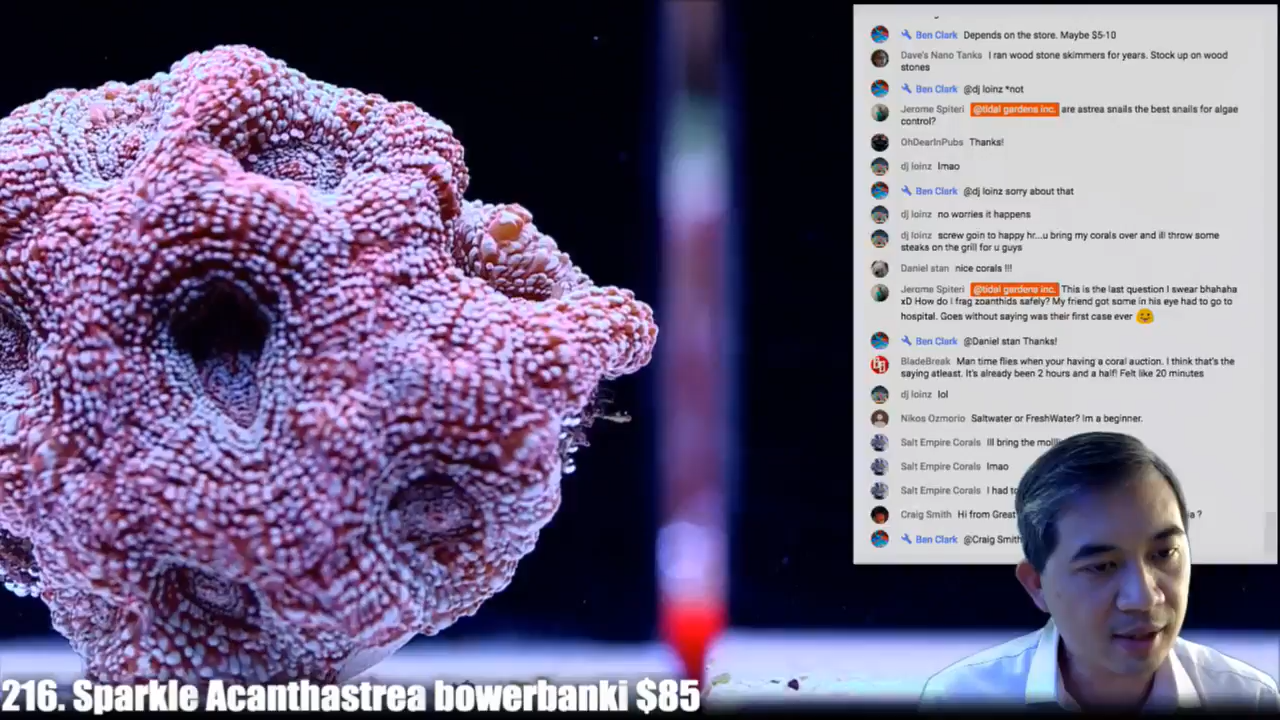 Ben Clark Depends on the store. Maybe $5-10
Dave's Nano Tanks I ran wood stone skimmers for years. Stock up on wood
stones
Ben Clark @dj loinz *not
Jerome Spiteri @tidal gardens inc. are astrea snails the best snails for algae
control?
OhDearInPubs Thanks!
dj loinz lmao
Ben Clark @dj loinz sorry about that
dj loinz no worries it happens
dj loinz screw goin to happy hr...u bring my corals over and ill throw some
steaks on the grill for u guys
Daniel stan nice corals !!!
Jerome Spiteri @tidal gardens inc. This is the last question I swear bhahaha
xD How do I frag zoanthids safely? My friend got some in his eye had to go to
hospital. Goes without saying was their first case ever
Ben Clark @Daniel stan Thanks!
BladeBreak Man time flies when your having a coral auction. I think that's the
saying atleast. It's already been 2 hours and a half! Felt like 20 minutes
dj loinz lol
Nikos Ozmorio Saltwater or FreshWater? Im a beginner.
Salt Empire Corals Ill bring the
Salt Empire Corals lmao
Salt Empire Corals I had
Craig Smith Hi from Great ?
Ben Clark @Craig Smith
216. Sparkle Acanthastrea bowerbanki $85